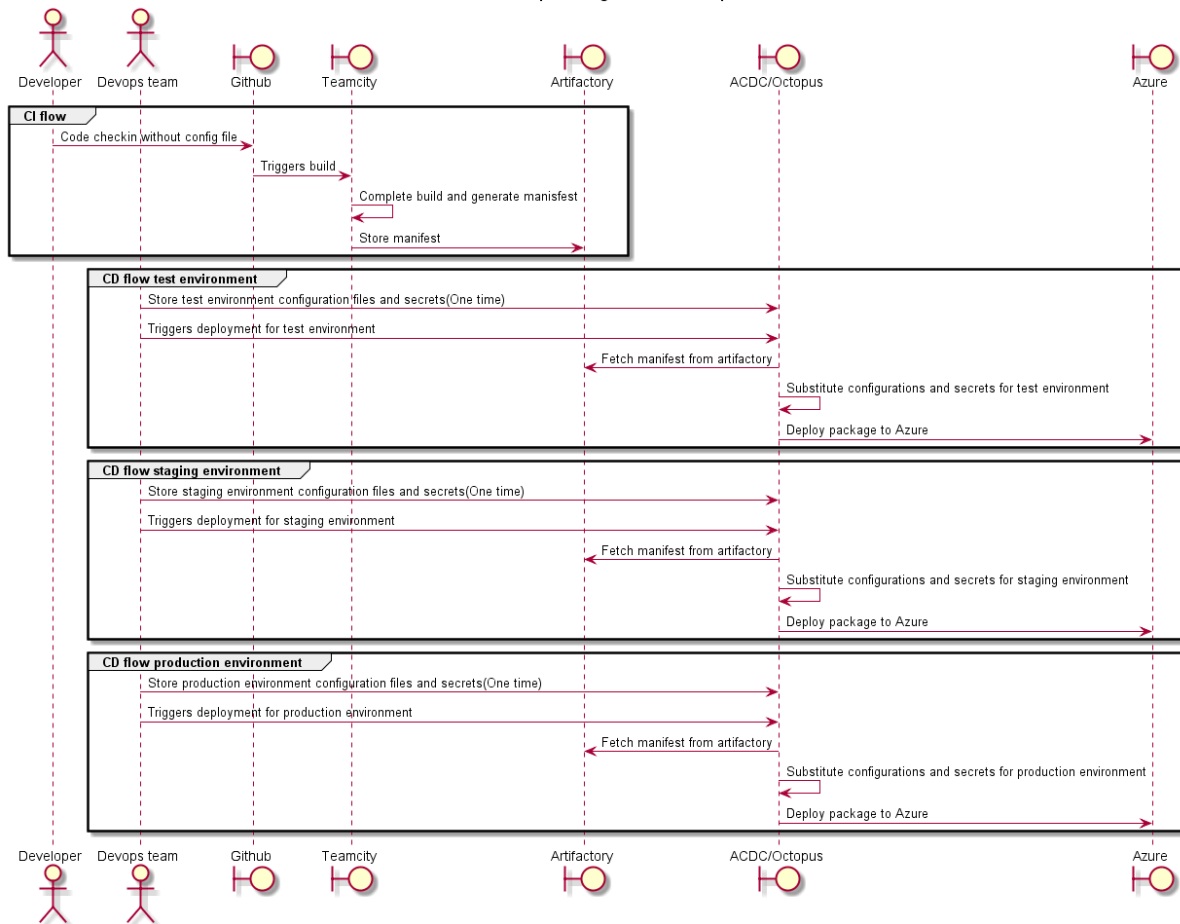 Developer
Devops team
Github
Teamcity
Artifactory
ACDC/Octopus
Azure
CI flow
Code checkin without config file
Triggers build
Complete build and generate manisfest
Store manifest
CD flow test environment
Store test environment configuration files and secrets(One time)
Triggers deployment for test environment
Fetch manifest from artifactory
Substitute configurations and secrets for test environment
Deploy package to Azure
CD flow staging environment
Store staging environment configuration files and secrets(One time)
Triggers deployment for staging environment
Fetch manifest from artifactory
Substitute configurations and secrets for staging environment
Deploy package to Azure
CD flow production environment
Store production environment configuration files and secrets(One time)
Triggers deployment for production environment
Fetch manifest from artifactory
Substitute configurations and secrets for production environment
Deploy package to Azure
Developer
Devops team
Github
Teamcity
Artifactory
ACDC/Octopus
Azure